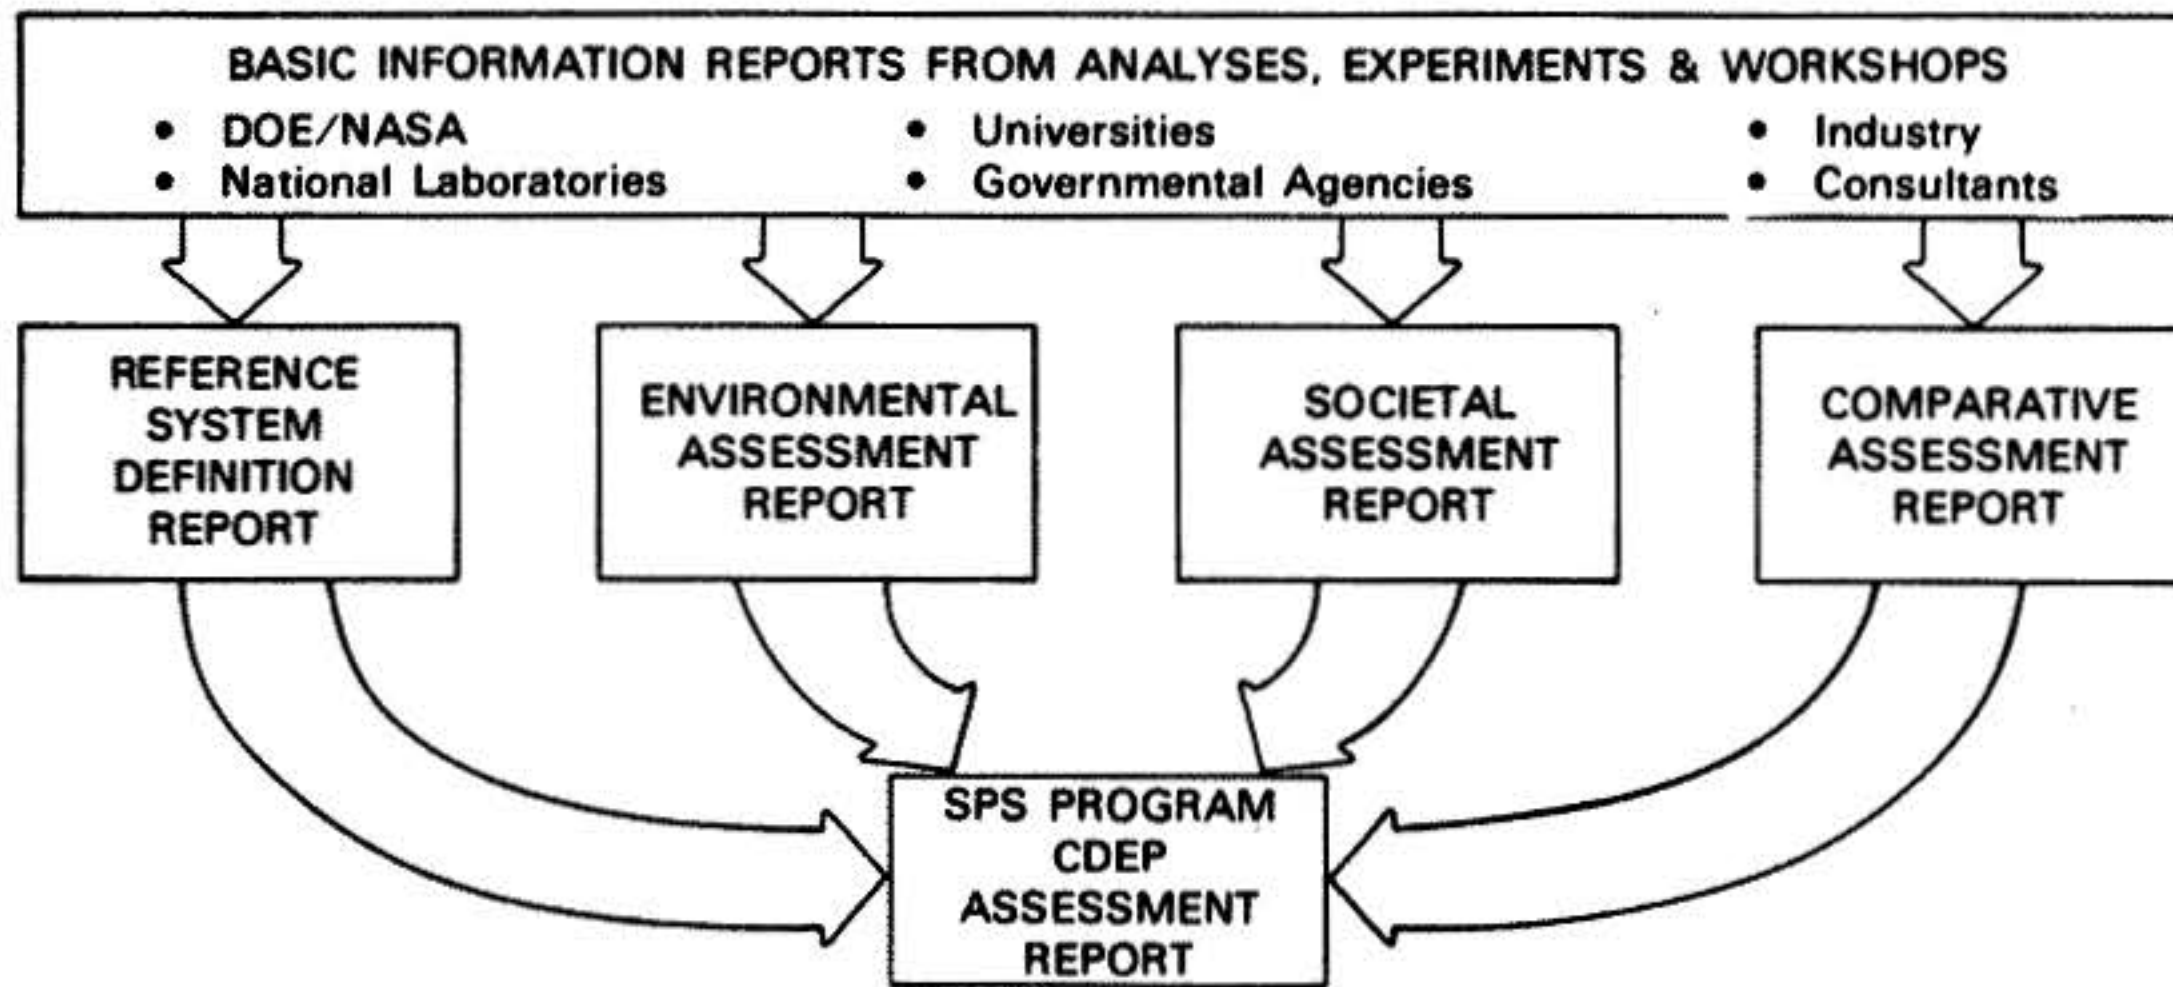 BASIC INFORMATION REPORTS FROM ANALYSES, EXPERIMENTS & WORKSHOPS
• DOE/NASA
• National Laboratories
• Universities
• Governmental Agencies
• Industry
• Consultants
REFERENCE
SYSTEM
DEFINITION
REPORT
ENVIRONMENTAL
ASSESSMENT
REPORT
SOCIETAL
ASSESSMENT
REPORT
COMPARATIVE
ASSESSMENT
REPORT
SPS PROGRAM
CDEP
ASSESSMENT
REPORT